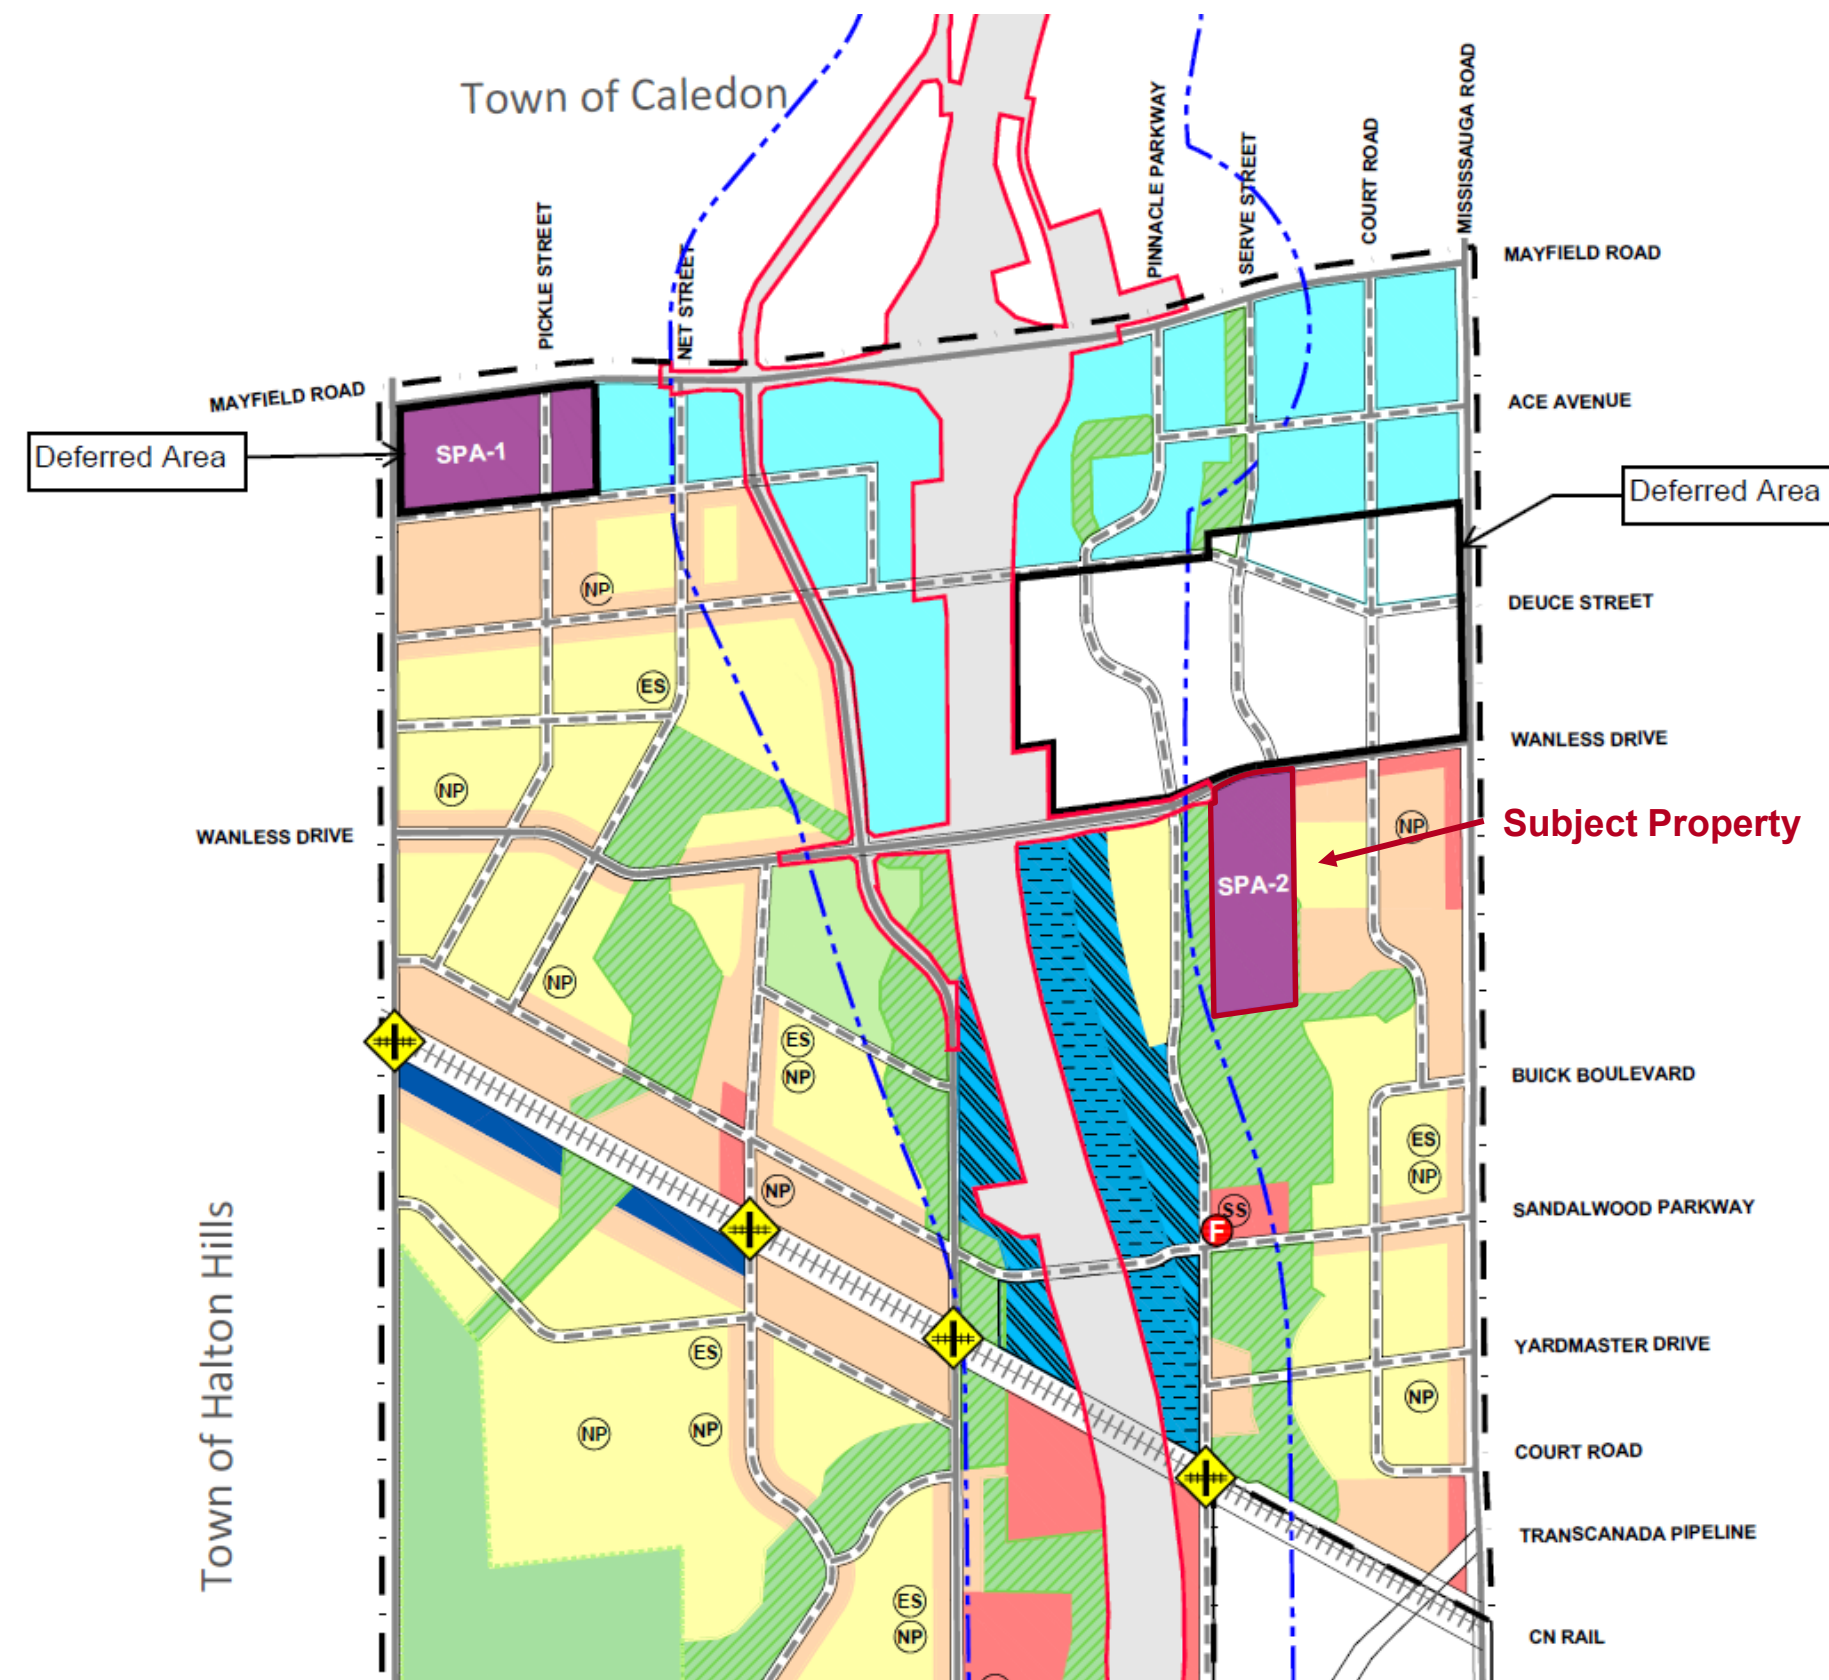 Town of Caledon
PICKLE STREET
NET STREET
PINNACLE PARKWAY
SERVE STREET
COURT ROAD
MISSISSAUGA ROAD
MAYFIELD ROAD
MAYFIELD ROAD
ACE AVENUE
Deferred Area
SPA-1
Deferred Area
NP
DEUCE STREET
ES
WANLESS DRIVE
NP
WANLESS DRIVE
NP
Subject Property
SPA-2
NP
ES
NP
BUICK BOULEVARD
ES
NP
NP
SS
F
SANDALWOOD PARKWAY
Town of Halton Hills
ES
YARDMASTER DRIVE
NP
NP
NP
COURT ROAD
TRANSCANADA PIPELINE
ES
NP
CN RAIL